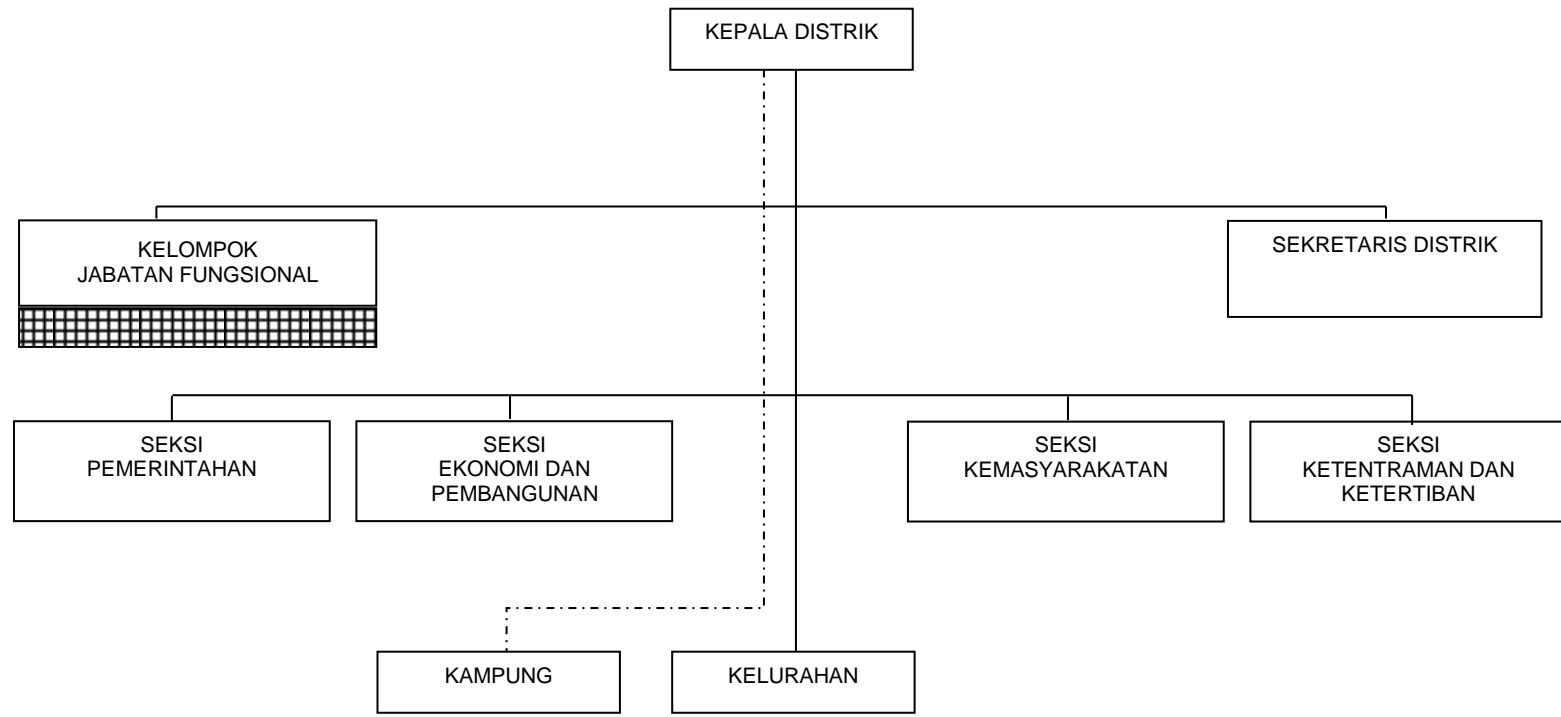 KEPALA DISTRIK
KELOMPOK
JABATAN FUNGSIONAL
SEKRETARIS DISTRIK
SEKSI
PEMERINTAHAN
SEKSI
EKONOMI DAN
PEMBANGUNAN
SEKSI
KEMASYARAKATAN
SEKSI
KETENTRAMAN DAN
KETERTIBAN
KAMPUNG
KELURAHAN